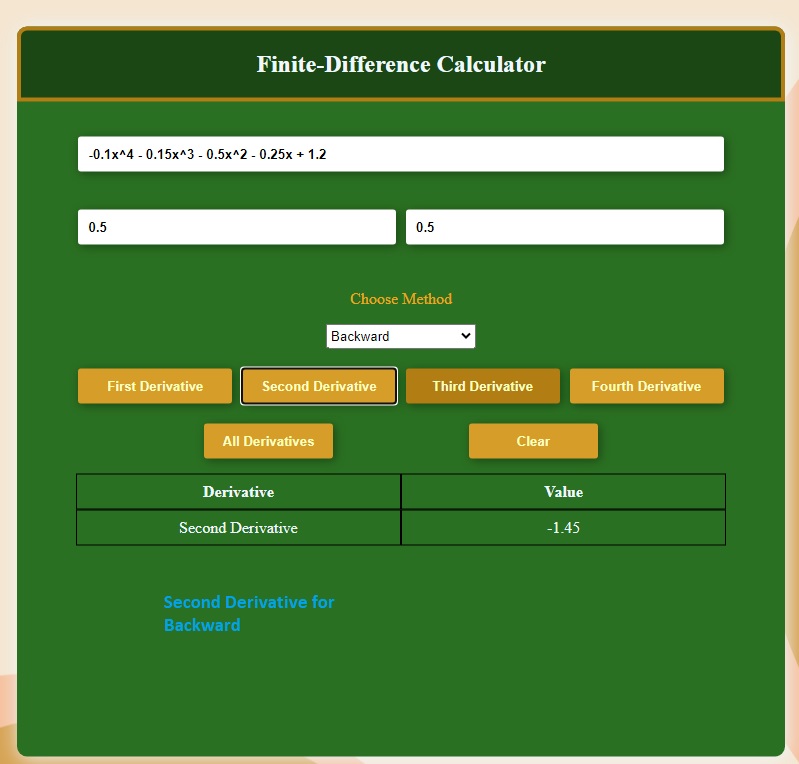 Finite-Difference Calculator
-0.1x^4 - 0.15x^3 - 0.5x^2 - 0.25x + 1.2
0.5 0.5
Choose Method
Backward
First Derivative Second Derivative Third Derivative Fourth Derivative
All Derivatives Clear
Derivative Value
Second Derivative -1.45
Second Derivative for
Backward